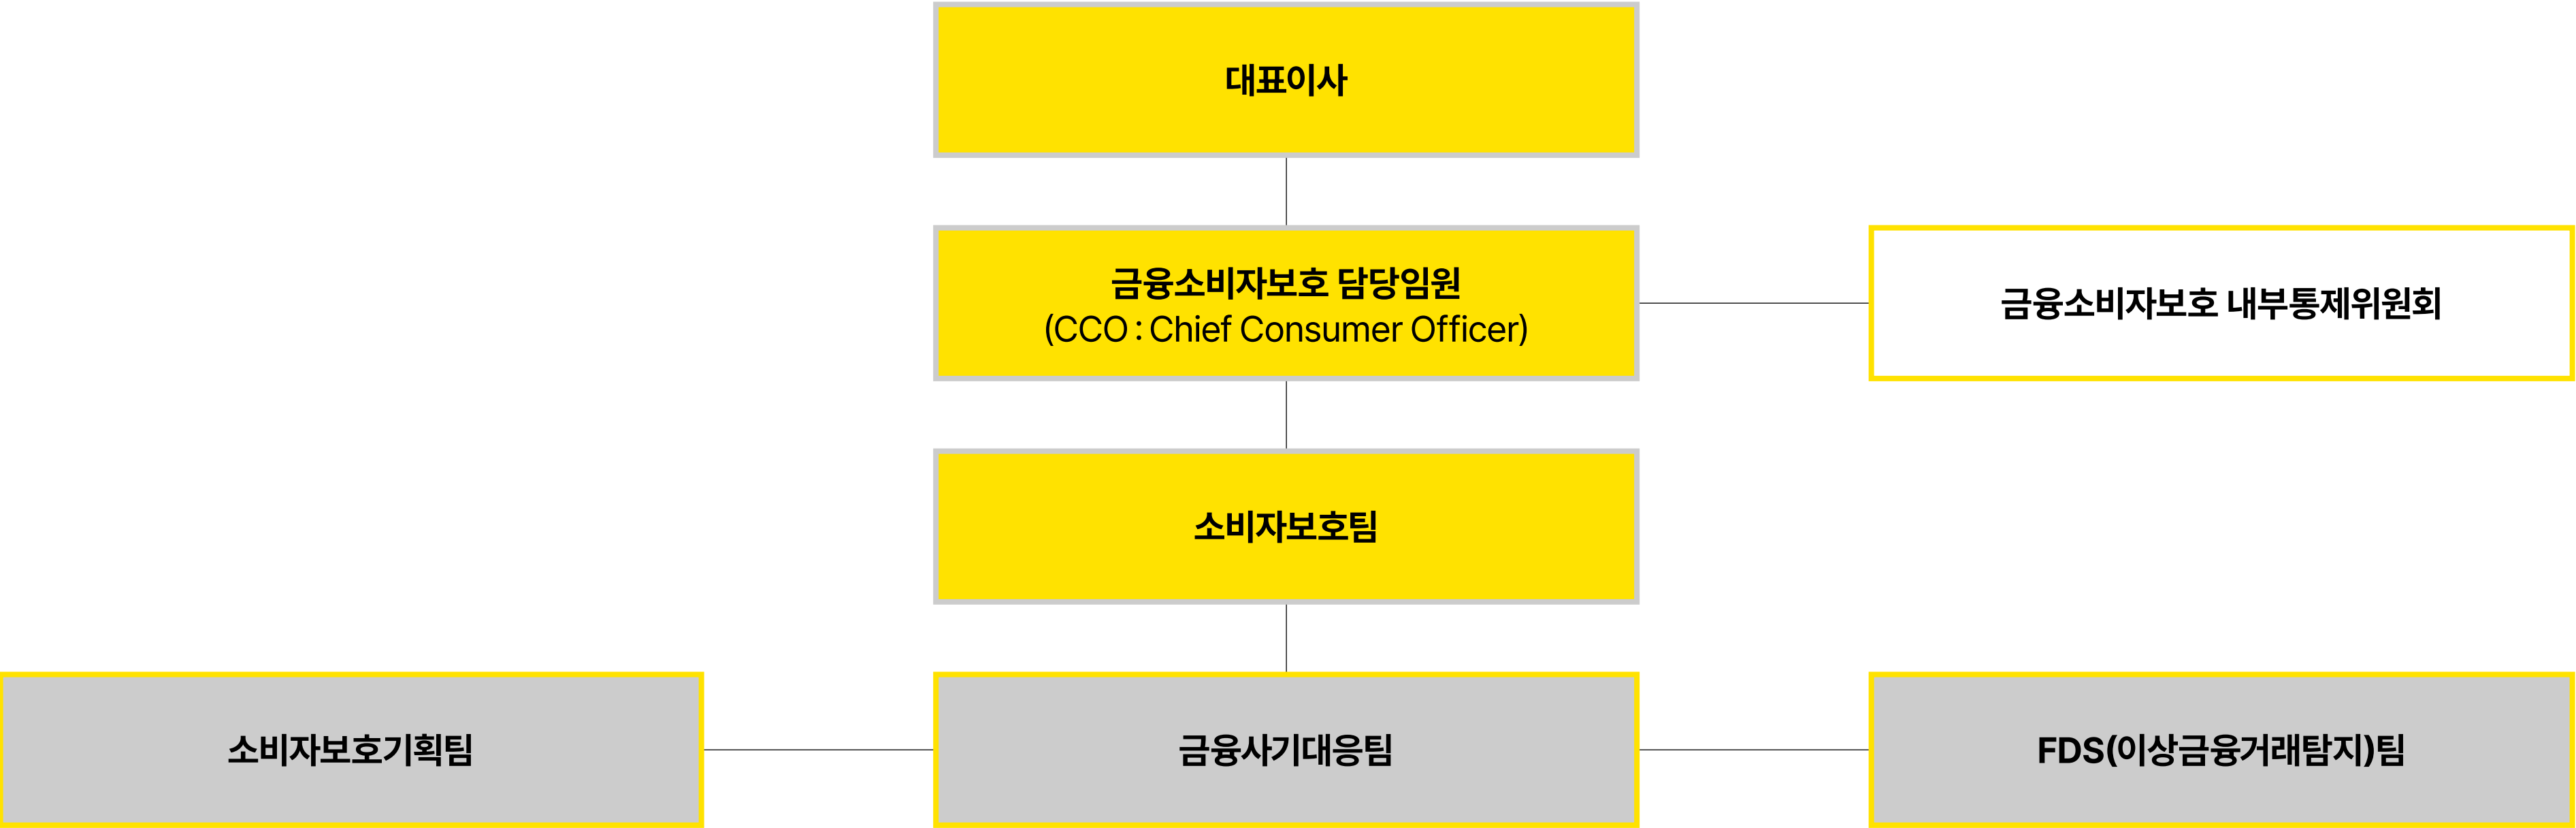 대표이사
금융소비자보호 담당임원
(CCO : Chief Consumer Officer)
금융소비자보호 내부통제위원회
소비자보호팀
소비자보호기획팀
금융사기대응팀
FDS(이상금융거래탐지)팀